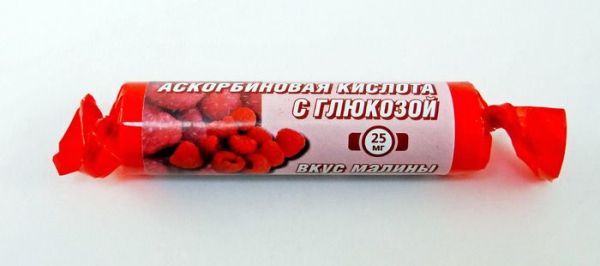 АСКОРБИНОВАЯ КИСЛОТА
С ГЛЮКОЗОЙ
25
МГ
ВКУС МАЛИНЫ